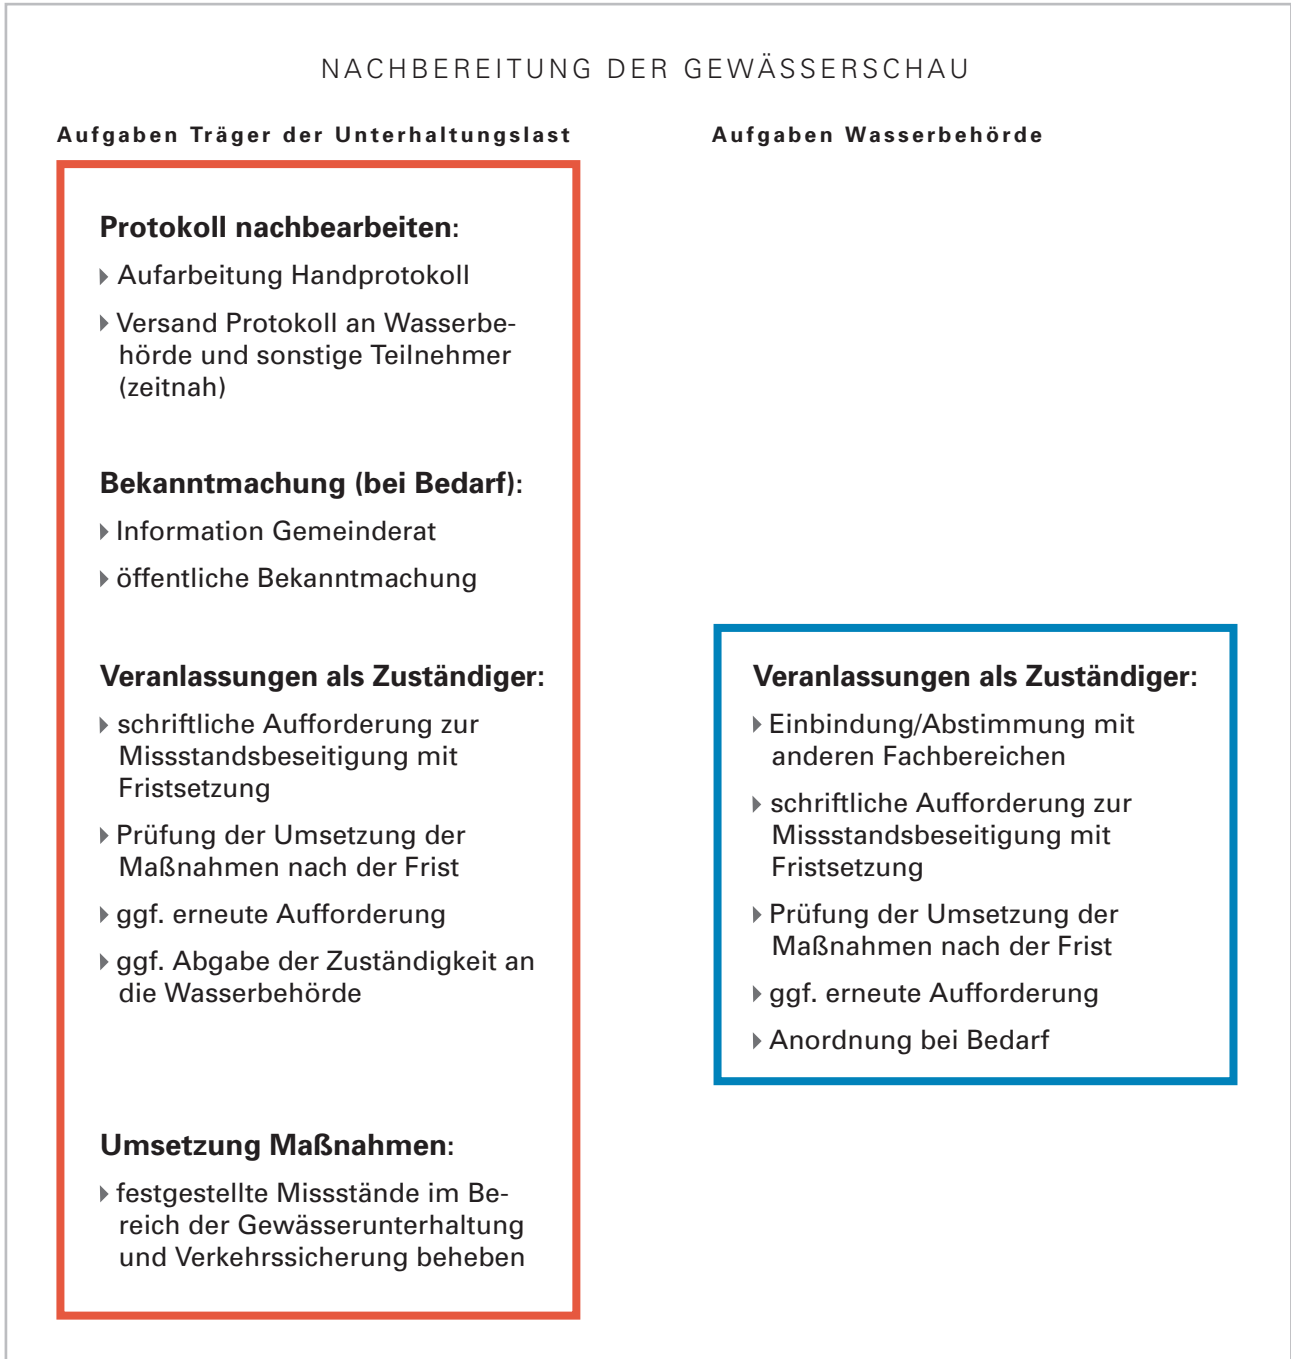 NACHBEREITUNG DER GEWÄSSERSCHAU
Aufgaben Träger der Unterhaltungslast
Protokoll nachbearbeiten:
Aufarbeitung Handprotokoll
Versand Protokoll an Wasserbe-
hörde und sonstige Teilnehmer
(zeitnah)
Bekanntmachung (bei Bedarf):
Information Gemeinderat
öffentliche Bekanntmachung
Veranlassungen als Zuständiger:
schriftliche Aufforderung zur
Missstandsbeseitigung mit
Fristsetzung
Prüfung der Umsetzung der
Maßnahmen nach der Frist
ggf. erneute Aufforderung
ggf. Abgabe der Zuständigkeit an
die Wasserbehörde
Umsetzung Maßnahmen:
festgestellte Missstände im Be-
reich der Gewässerunterhaltung
und Verkehrssicherung beheben
Aufgaben Wasserbehörde
Veranlassungen als Zuständiger:
Einbindung/Abstimmung mit
anderen Fachbereichen
schriftliche Aufforderung zur
Missstandsbeseitigung mit
Fristsetzung
Prüfung der Umsetzung der
Maßnahmen nach der Frist
ggf. erneute Aufforderung
Anordnung bei Bedarf